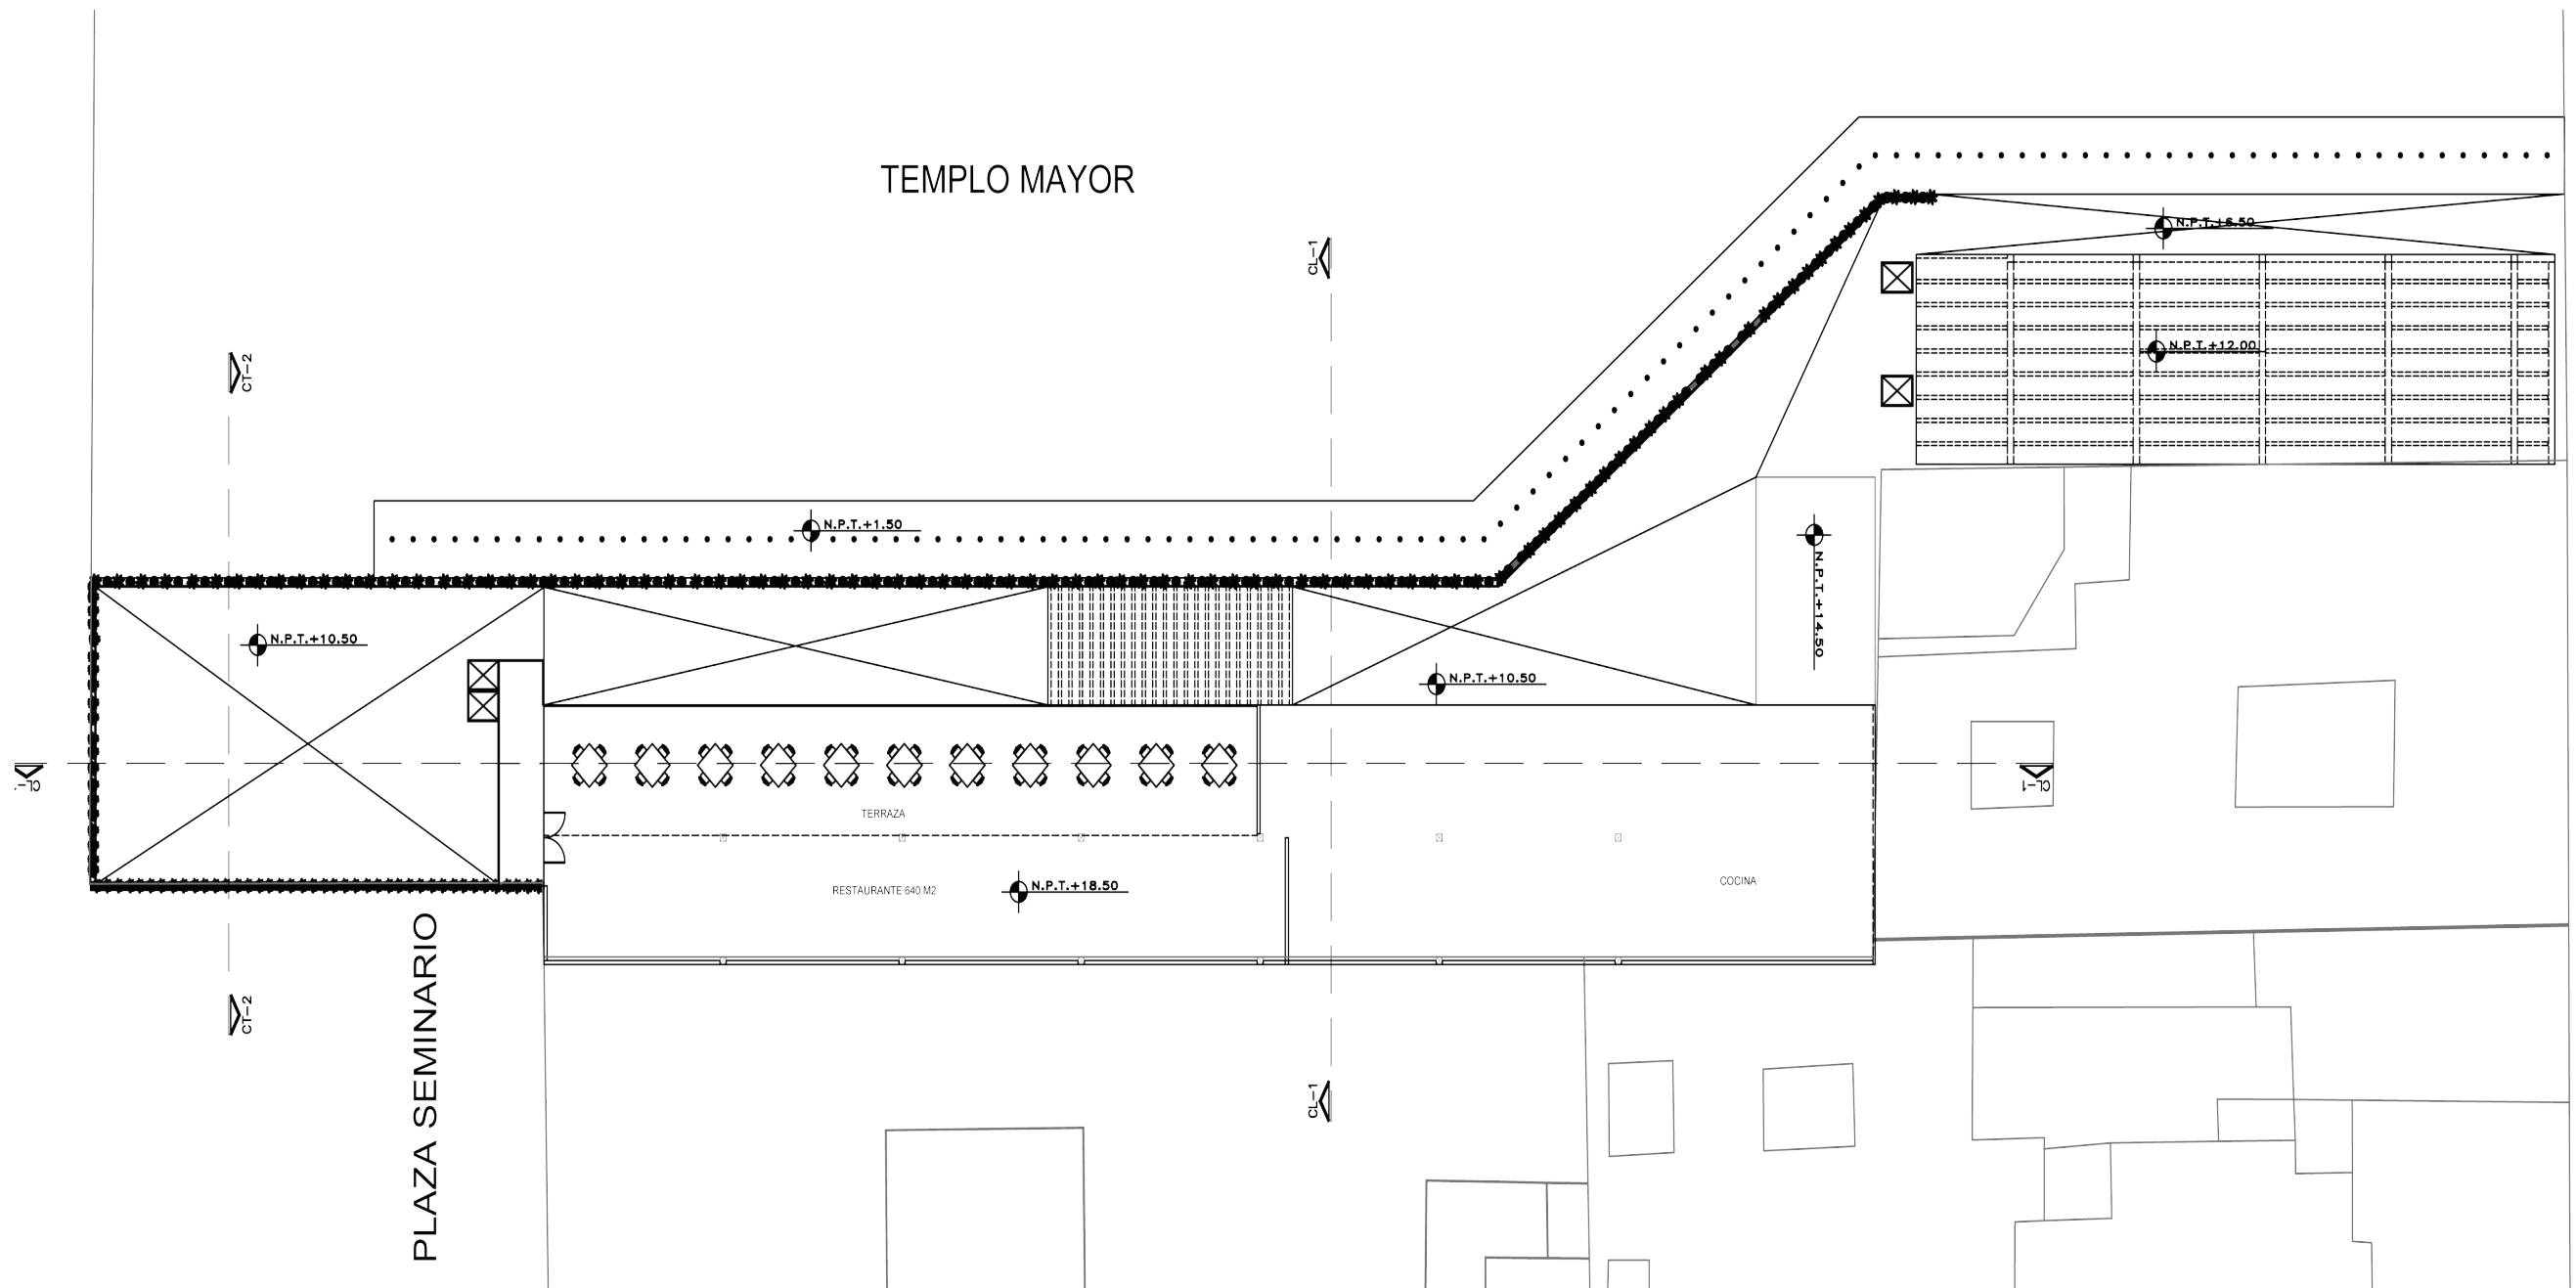 TEMPLO MAYOR
N.P.T.+6.50
CL-1
N.P.T.+12.00
CT-2
N.P.T.+1.50
N.P.T.+14.50
N.P.T.+10.50
N.P.T.+10.50
CL-
CL-1
TERRAZA
COCINA
RESTAURANTE 640 M2
N.P.T.+18.50
PLAZA SEMINARIO
CT-2
CL-1